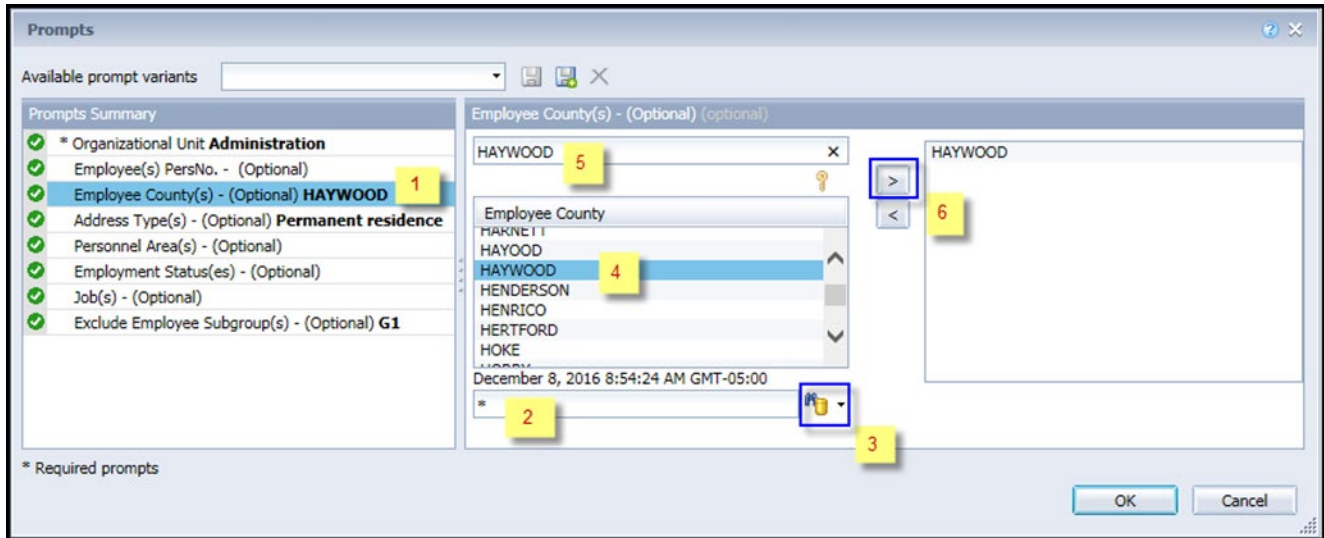 Prompts
Available prompt variants
Prompts Summary
* Organizational Unit Administration
Employee(s) PersNo. - (Optional)
Employee County(s) - (Optional) HAYWOOD
1
Address Type(s) - (Optional) Permanent residence
Personnel Area(s) - (Optional)
Employment Status(es) - (Optional)
Job(s) - (Optional)
Exclude Employee Subgroup(s) - (Optional) G1
Employee County(s) - (Optional) (optional)
HAYWOOD
5
Employee County
HARNETT
HAYOOD
HAYWOOD
4
HENDERSON
HENRICO
HERTFORD
HOKE
HORRY
December 8, 2016 8:54:24 AM GMT-05:00
*
2
3
>
<
6
HAYWOOD
* Required prompts
OK
Cancel